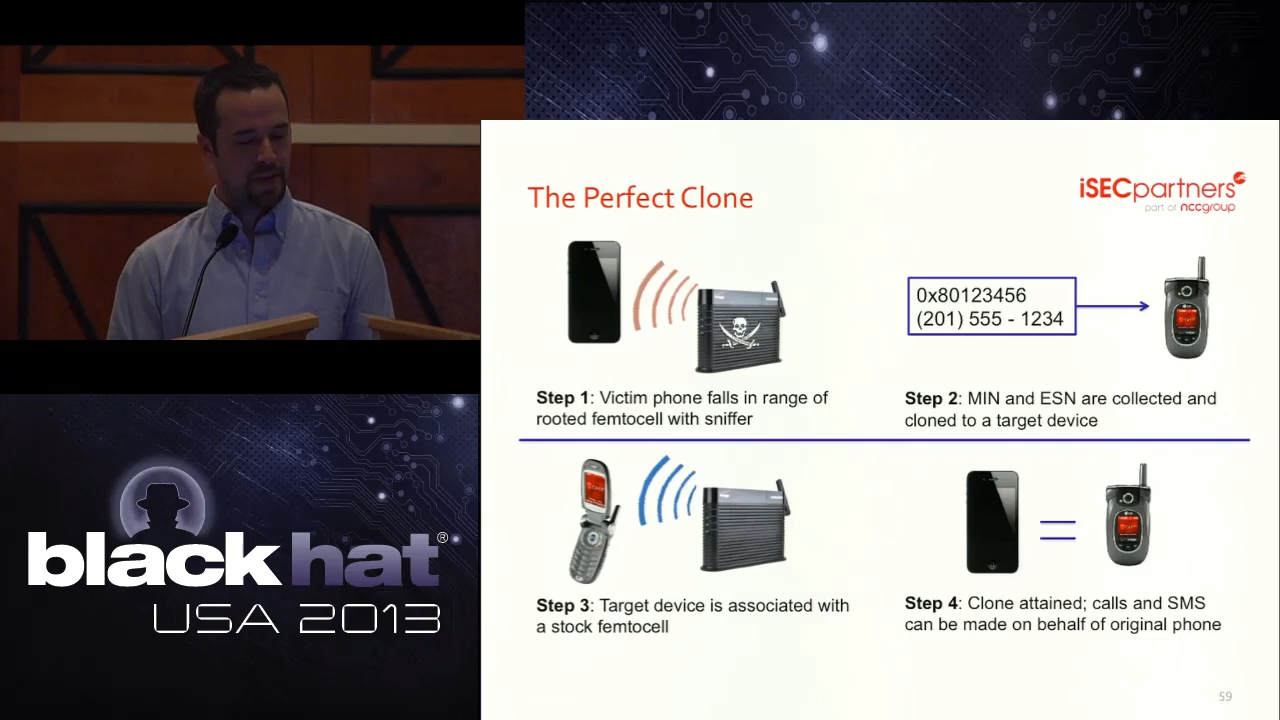 The Perfect Clone
iSECpartners
part of nccgroup
0x80123456
(201) 555 - 1234
Step 1: Victim phone falls in range of
rooted femtocell with sniffer
Step 2: MIN and ESN are collected and
cloned to a target device
Step 3: Target device is associated with
a stock femtocell
Step 4: Clone attained; calls and SMS
can be made on behalf of original phone
59
blackhat®
USA 2013